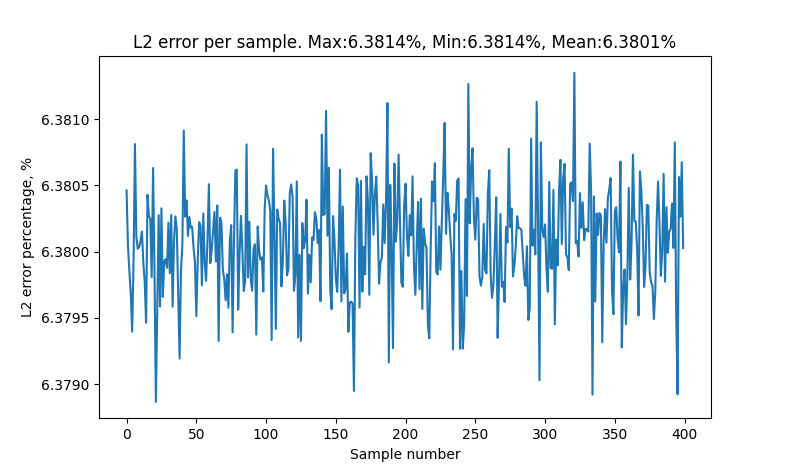 L2 error per sample. Max:6.3814%, Min:6.3814%, Mean:6.3801%
L2 error percentage, %
6.3810
6.3805
6.3800
6.3795
6.3790
0 50 100 150 200 250 300 350 400
Sample number